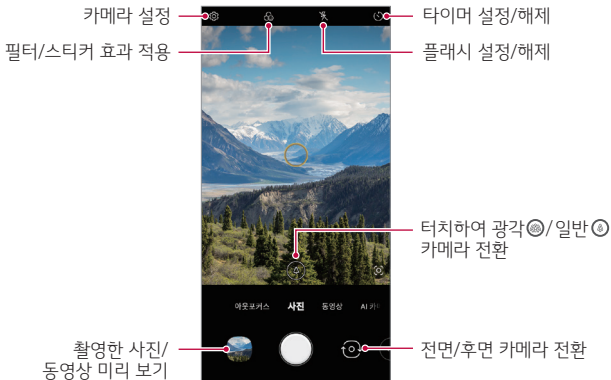 카메라 설정
타이머 설정/해제
필터/스티커 효과 적용
플래시 설정/해제
터치하여 광각/일반
카메라 전환
아웃포커스 사진 동영상 AI
촬영한 사진/
동영상 미리 보기
전면/후면 카메라 전환